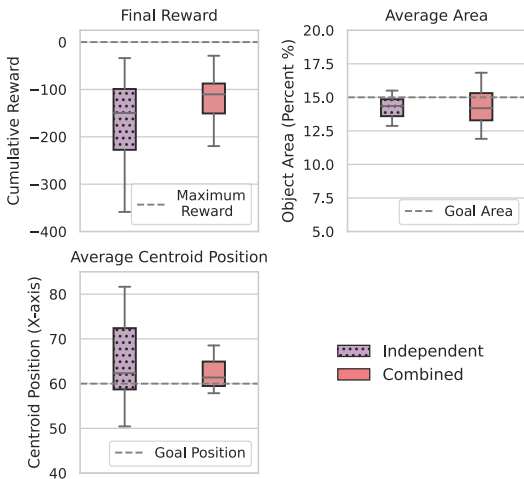 Final Reward
Cumulative Reward
0
−100
−200
−300
−400
Maximum
Reward
Average Area
Object Area (Percent %)
20.0
17.5
15.0
12.5
10.0
7.5
5.0
Goal Area
Average Centroid Position
Centroid Position (X-axis)
80
70
60
50
40
Goal Position
Independent
Combined